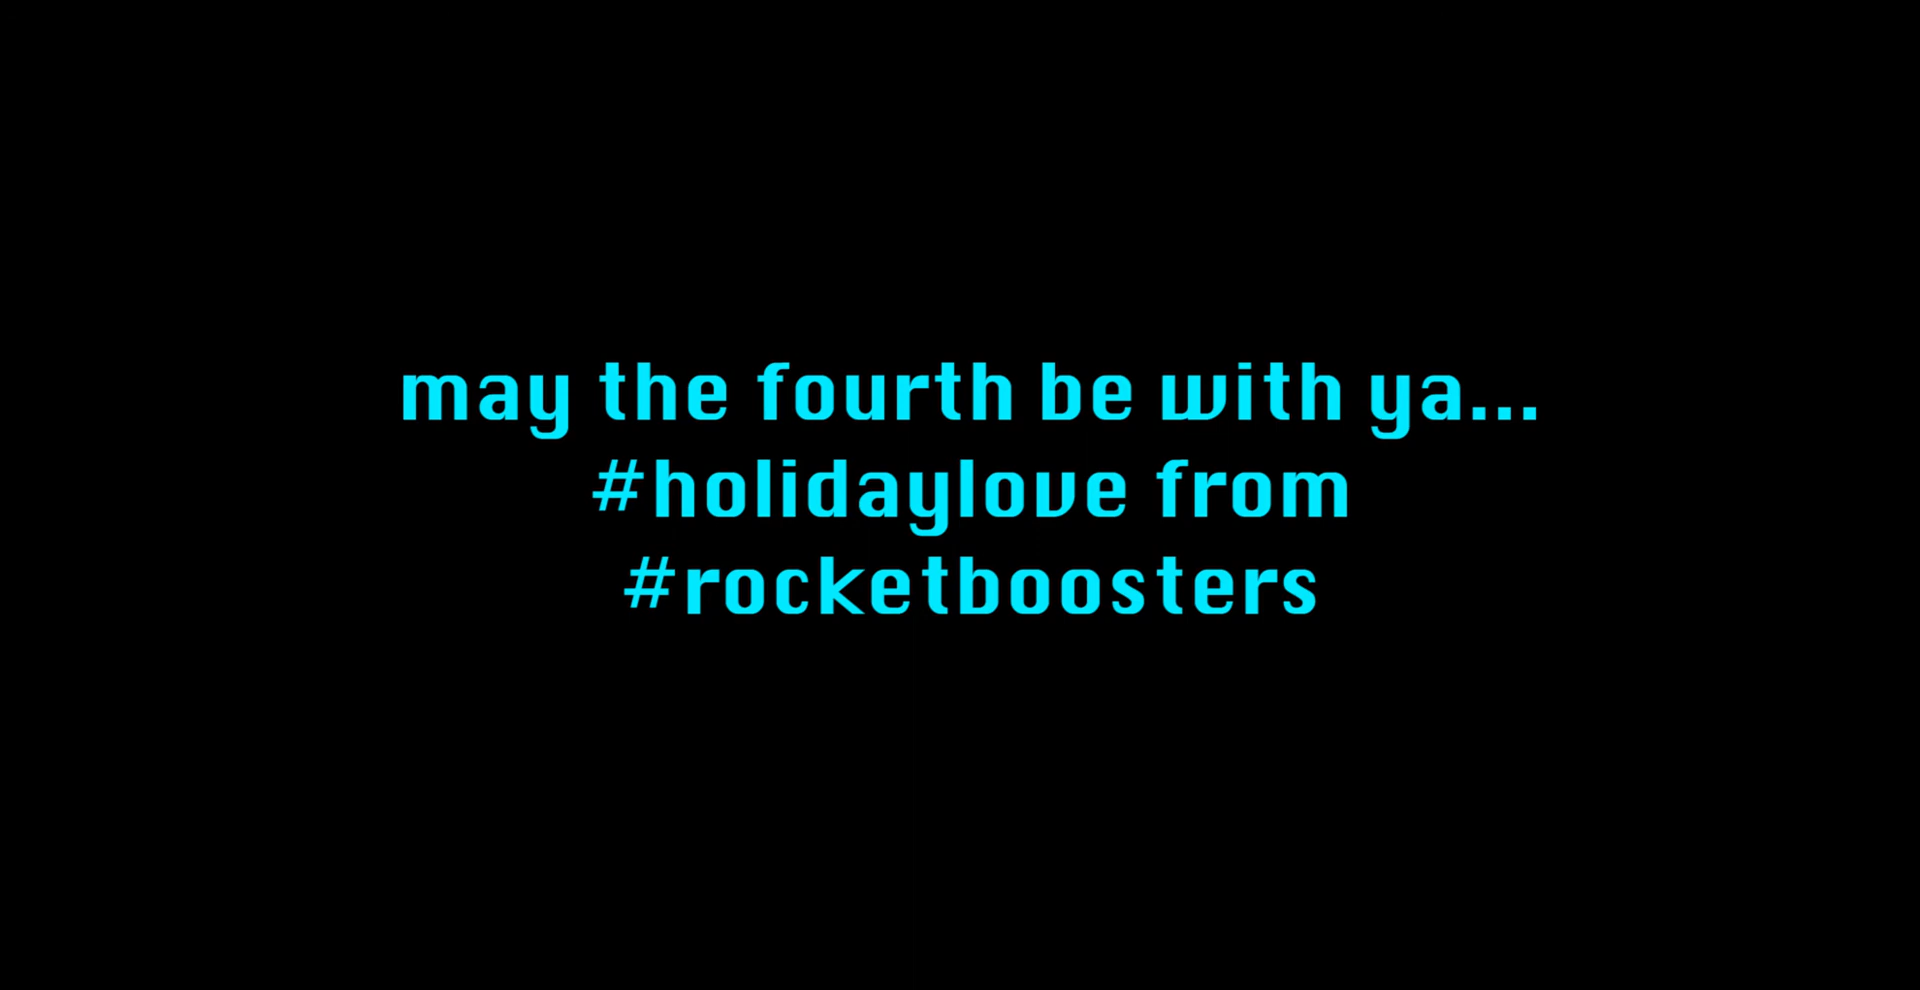 may the fourth be with ya...
#holidaylove from
#rocketboosters